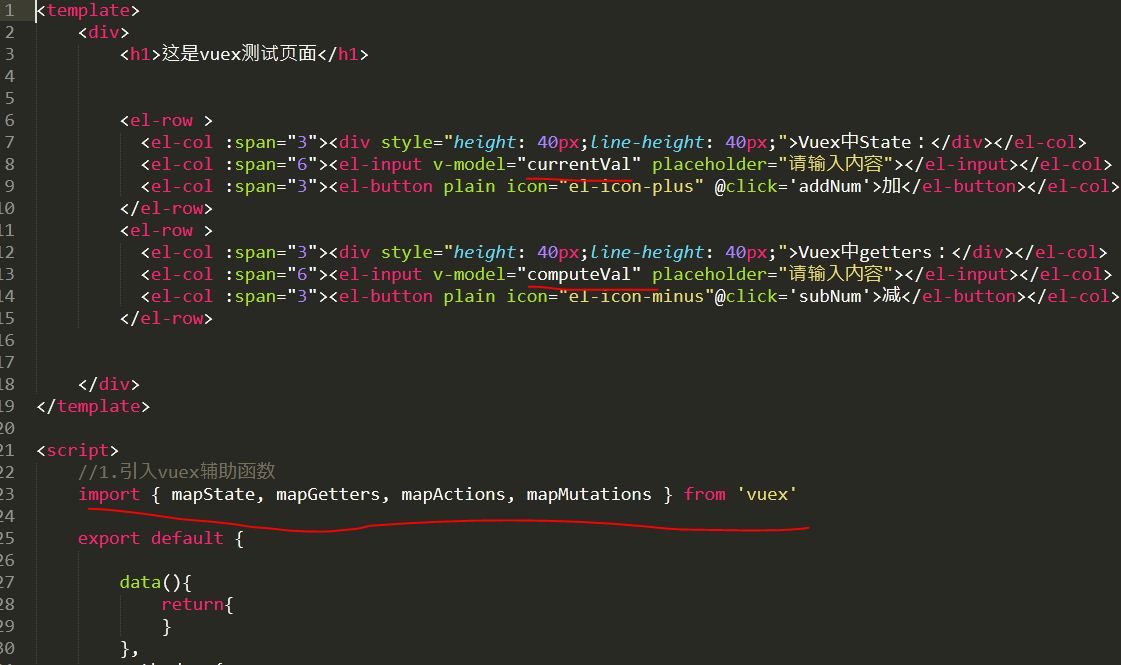 1 <template>
2 <div>
3 <h1>这是vuex测试页面</h1>
4
5
6 <el-row >
7 <el-col :span="3"><div style="height: 40px;line-height: 40px;">Vuex中State：</div></el-col>
8 <el-col :span="6"><el-input v-model="currentVal" placeholder="请输入内容"></el-input></el-col>
9 <el-col :span="3"><el-button plain icon="el-icon-plus" @click='addNum'>加</el-button></el-col>
10 </el-row>
11 <el-row >
12 <el-col :span="3"><div style="height: 40px;line-height: 40px;">Vuex中getters：</div></el-col>
13 <el-col :span="6"><el-input v-model="computeVal" placeholder="请输入内容"></el-input></el-col>
14 <el-col :span="3"><el-button plain icon="el-icon-minus"@click='subNum'>减</el-button></el-col>
15 </el-row>
16
17
18 </div>
19 </template>
20
21 <script>
22 //1.引入vuex辅助函数
23 import { mapState, mapGetters, mapActions, mapMutations } from 'vuex'
24
25 export default {
26
27 data(){
28 return{
29 }
30 },